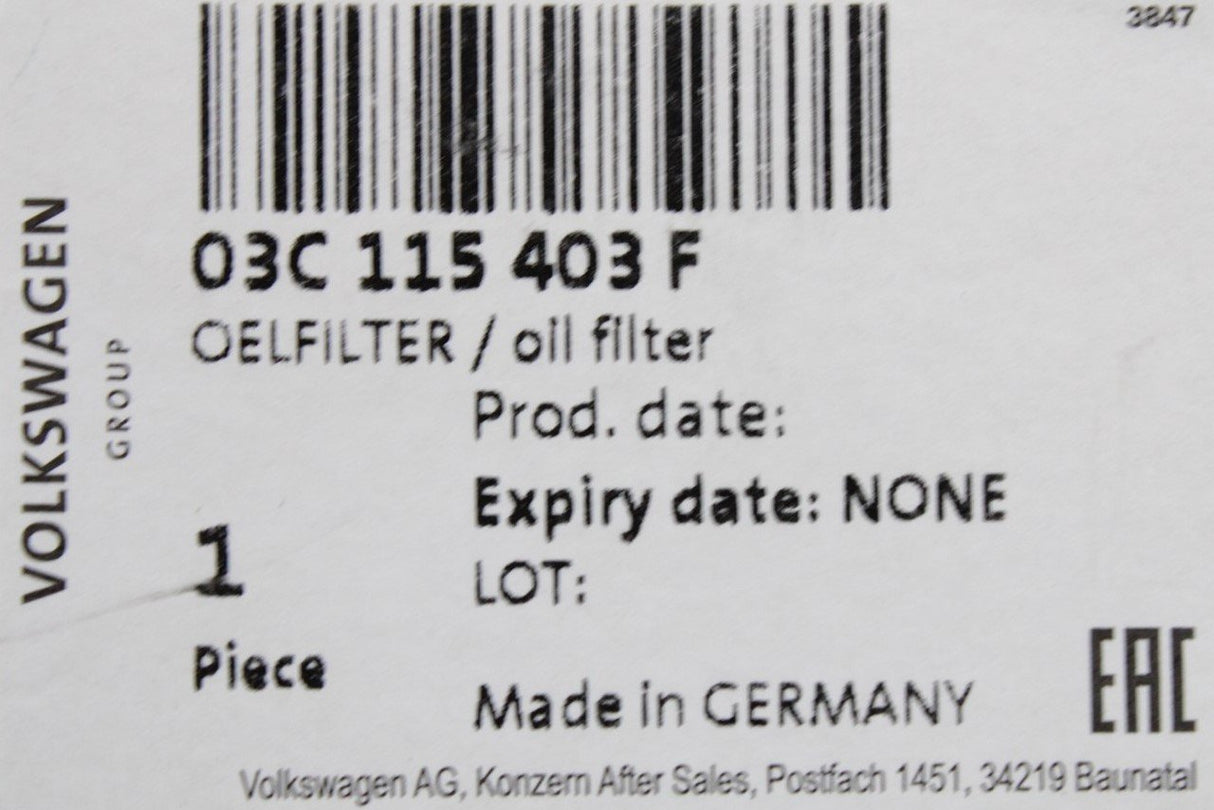 3847
03C 115 403 F
OELFILTER / oil filter
Prod. date:
Expiry date: NONE
LOT:
1
Piece
Made in GERMANY
EAC
Volkswagen AG, Konzern After Sales, Postfach 1451, 34219 Baunatal
VOLKSWAGEN
GROUP